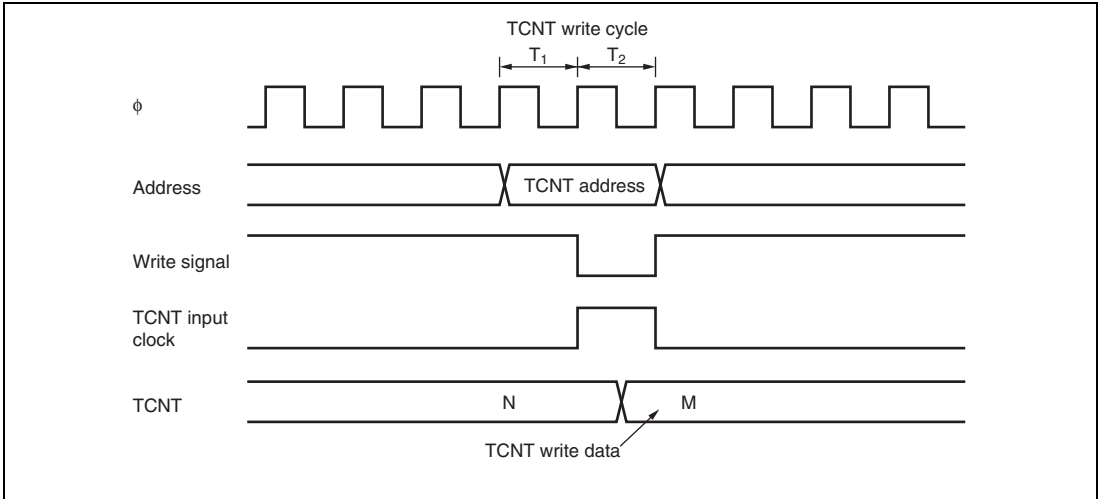 TCNT write cycle
T₁ T₂
ϕ
Address
TCNT address
Write signal
TCNT input
clock
TCNT
N
M
TCNT write data